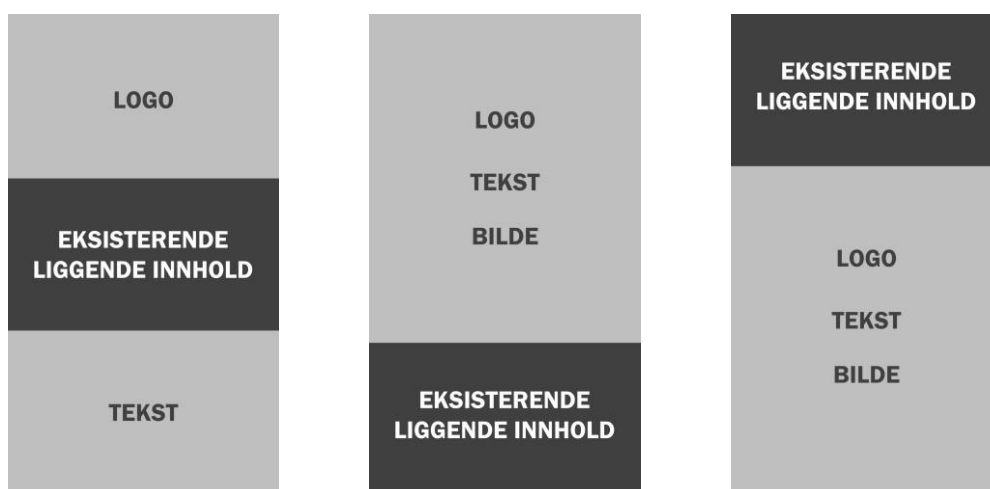 LOGO
EKSISTERENDE
LIGGENDE INNHOLD
TEKST
LOGO
TEKST
BILDE
EKSISTERENDE
LIGGENDE INNHOLD
EKSISTERENDE
LIGGENDE INNHOLD
LOGO
TEKST
BILDE